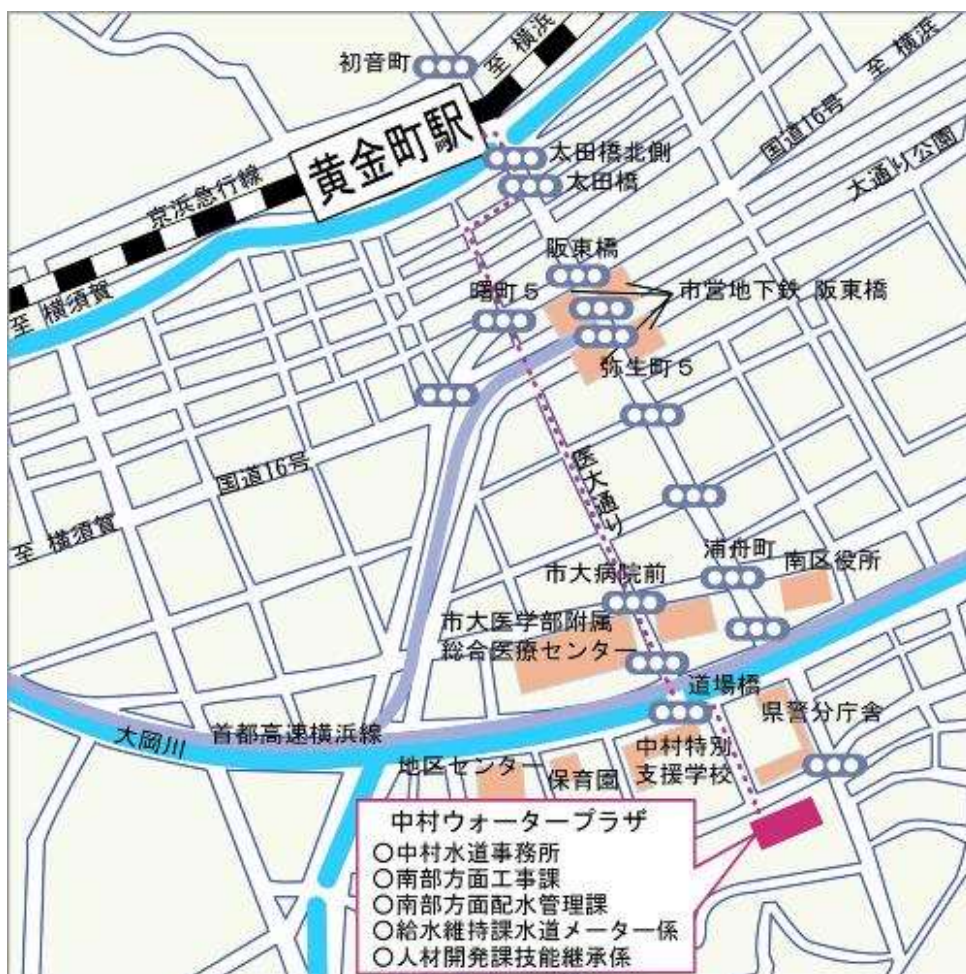 初音町
至 横浜
至 横浜
国道16号
大通り公園
黄金町駅
京浜急行線
太田橋北側
太田橋
至 横須賀
阪東橋
曙町5
市営地下鉄 阪東橋
弥生町5
国道16号
医大通り
至 横須賀
浦舟町
南区役所
市大病院前
市大医学部附属
総合医療センター
道場橋
県警分庁舎
大岡川
首都高速横浜線
地区センター
保育園
中村特別
支援学校
中村ウォータープラザ
○中村水道事務所
○南部方面工事課
○南部方面配水管理課
○給水維持課水道メーター係
○人材開発課技能継承係